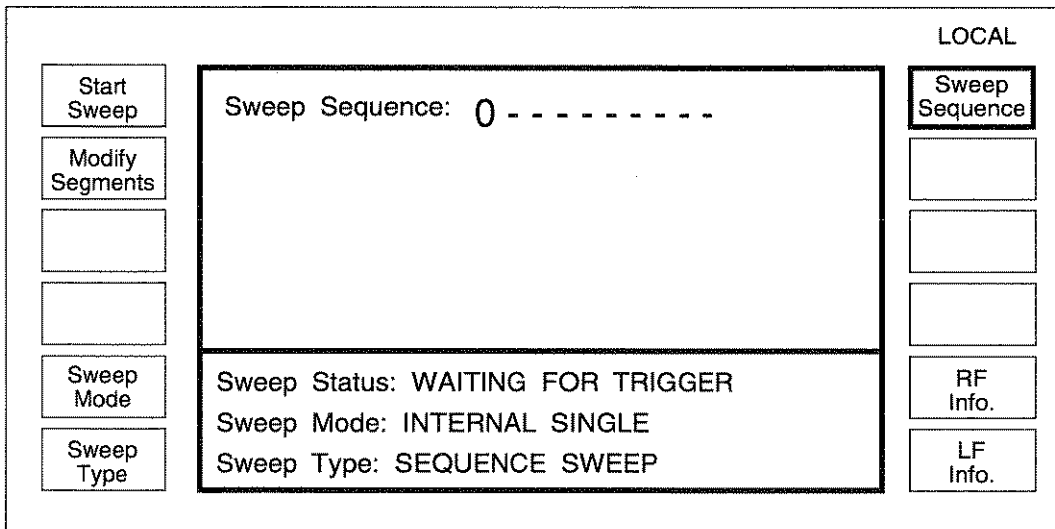 LOCAL
Start
Sweep
Modify
Segments
Sweep
Mode
Sweep
Type
Sweep Sequence: 0 - - - - - - - - -
Sweep Status: WAITING FOR TRIGGER
Sweep Mode: INTERNAL SINGLE
Sweep Type: SEQUENCE SWEEP
Sweep
Sequence
RF
Info.
LF
Info.